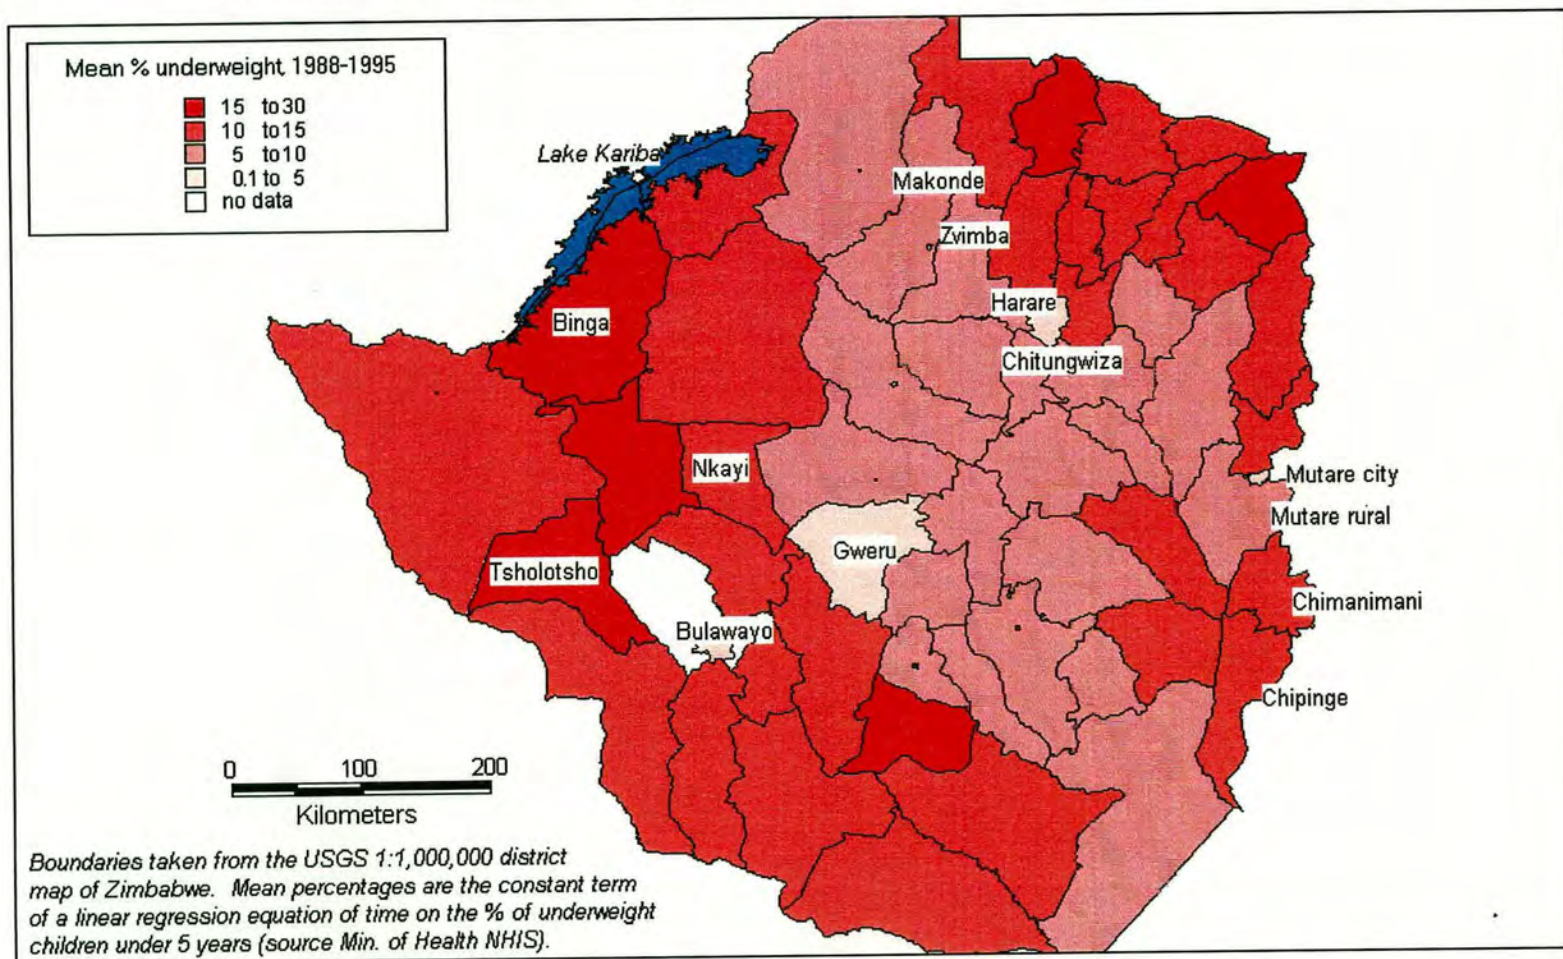 Mean % underweight, 1988-1995
15 to 30
10 to 15
5 to 10
0.1 to 5
no data
Lake Kariba
Makonde
Zvimba
Harare
Binga
Chitungwiza
Nkayi
Mutare city
Mutare rural
Gweru
Tsholotsho
Chimanimani
Bulawayo
Chipinge
0 100 200
Kilometers
Boundaries taken from the USGS 1:1,000,000 district
map of Zimbabwe. Mean percentages are the constant term
of a linear regression equation of time on the % of underweight
children under 5 years (source Min. of Health NHIS).